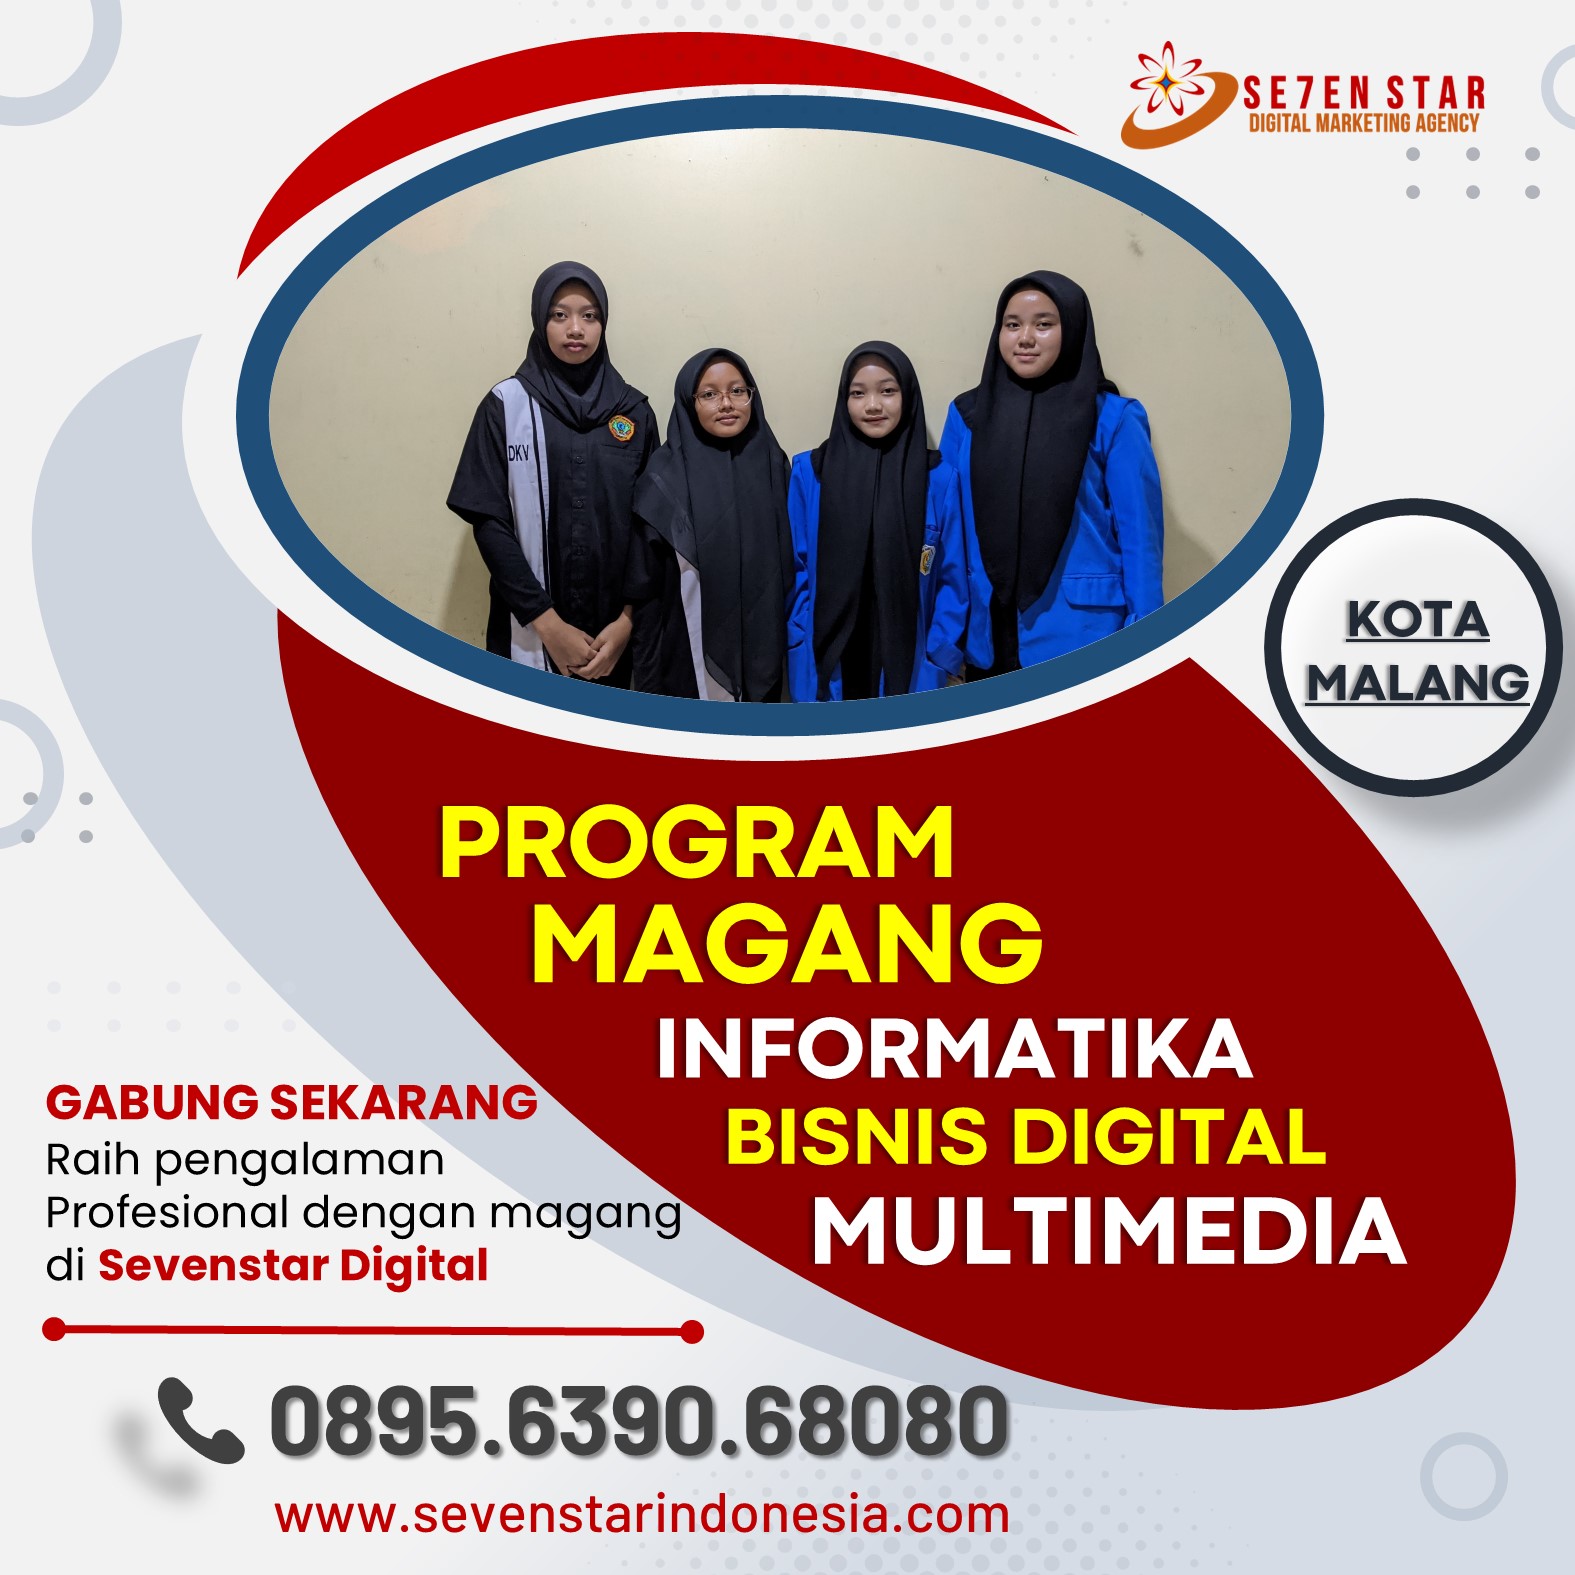 SE7EN STAR
DIGITAL MARKETING AGENCY
DKV
KOTA
MALANG
PROGRAM
MAGANG
INFORMATIKA
BISNIS DIGITAL
MULTIMEDIA
GABUNG SEKARANG
Raih pengalaman
Profesional dengan magang
di Sevenstar Digital
0895.6390.68080
www.sevenstarindonesia.com